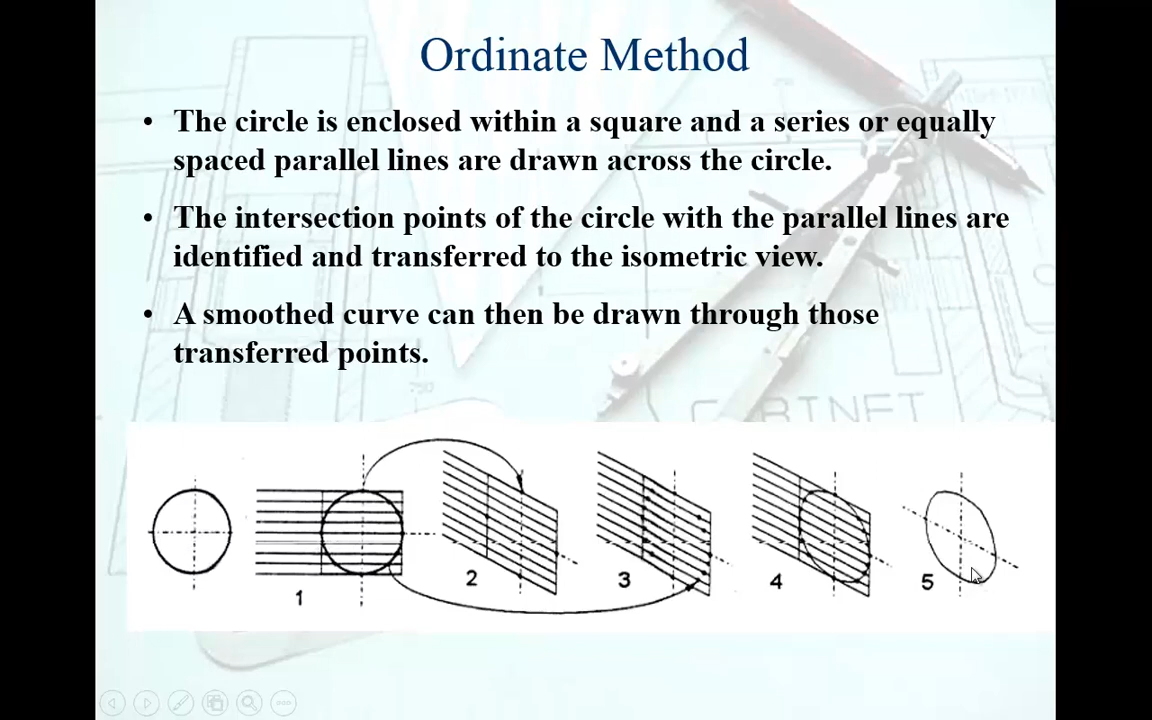 Ordinate Method
• The circle is enclosed within a square and a series or equally
spaced parallel lines are drawn across the circle.
• The intersection points of the circle with the parallel lines are
identified and transferred to the isometric view.
• A smoothed curve can then be drawn through those
transferred points.
750
CABINET
1
2
3
4
5